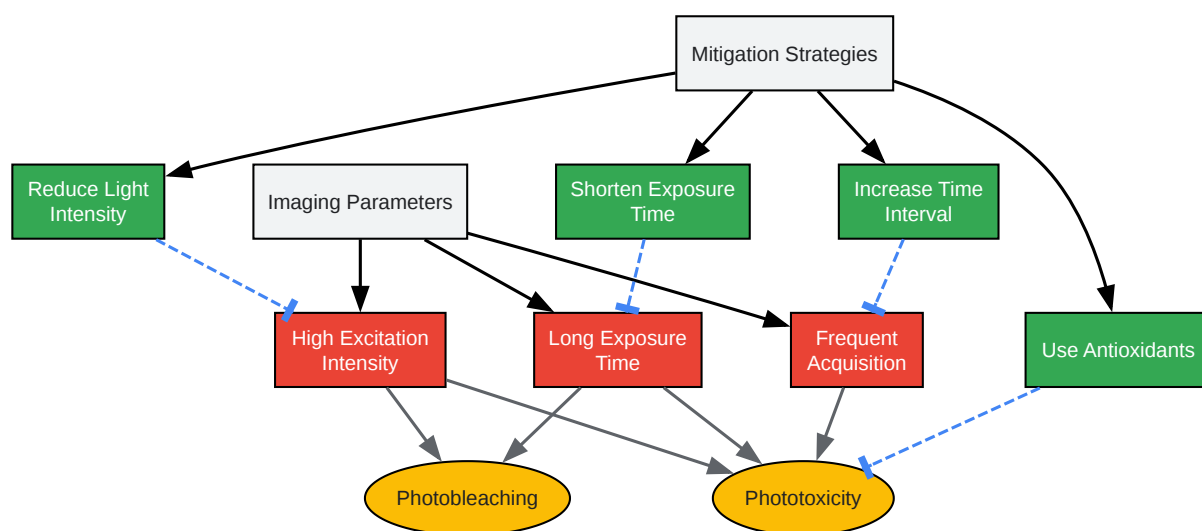 Mitigation Strategies
Reduce Light
Intensity
Imaging Parameters
Shorten Exposure
Time
Increase Time
Interval
High Excitation
Intensity
Long Exposure
Time
Frequent
Acquisition
Use Antioxidants
Photobleaching
Phototoxicity